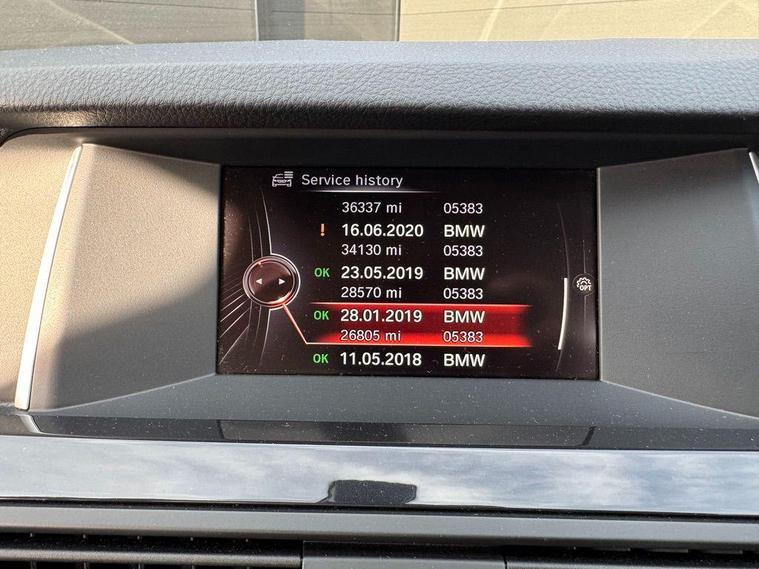 Service history
36337 mi 05383
! 16.06.2020 BMW
34130 mi 05383
OK 23.05.2019 BMW
28570 mi 05383
OK 28.01.2019 BMW
26805 mi 05383
OK 11.05.2018 BMW
OPT